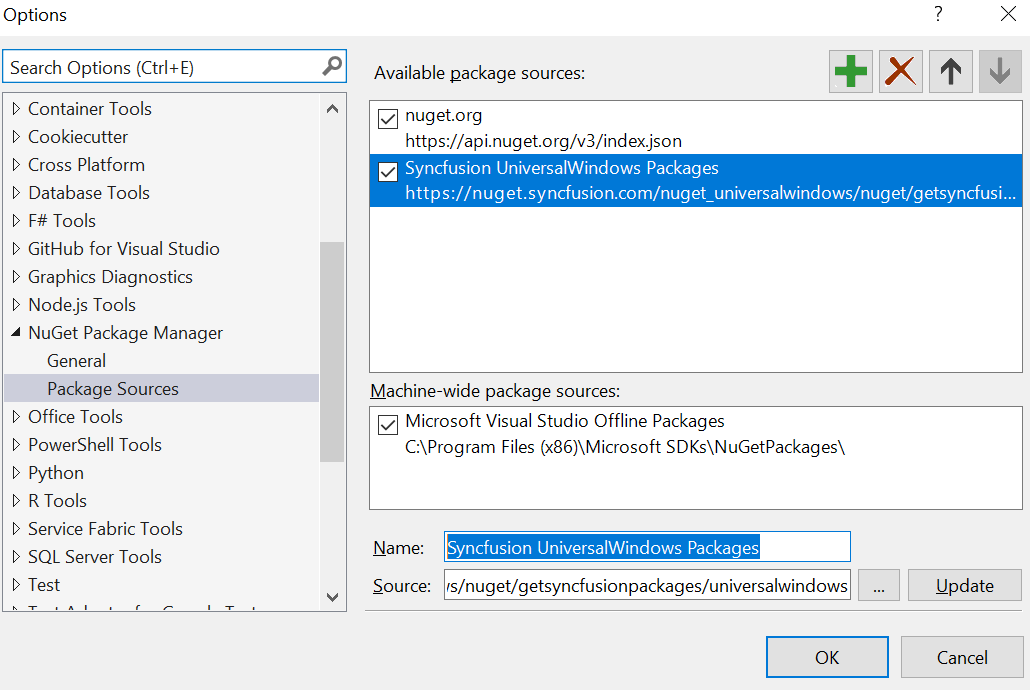 Options
?
Search Options (Ctrl+E)
Container Tools
Cookiecutter
Cross Platform
Database Tools
F# Tools
GitHub for Visual Studio
Graphics Diagnostics
Node.js Tools
NuGet Package Manager
General
Package Sources
Office Tools
PowerShell Tools
Python
R Tools
Service Fabric Tools
SQL Server Tools
Test
Available package sources:
nuget.org
https://api.nuget.org/v3/index.json
Syncfusion UniversalWindows Packages
https://nuget.syncfusion.com/nuget_universalwindows/nuget/getsyncfusi...
Machine-wide package sources:
Microsoft Visual Studio Offline Packages
C:\Program Files (x86)\Microsoft SDKs\NuGetPackages\
Name: Syncfusion UniversalWindows Packages
Source: s/nuget/getsyncfusionpackages/universalwindows ... Update
OK Cancel